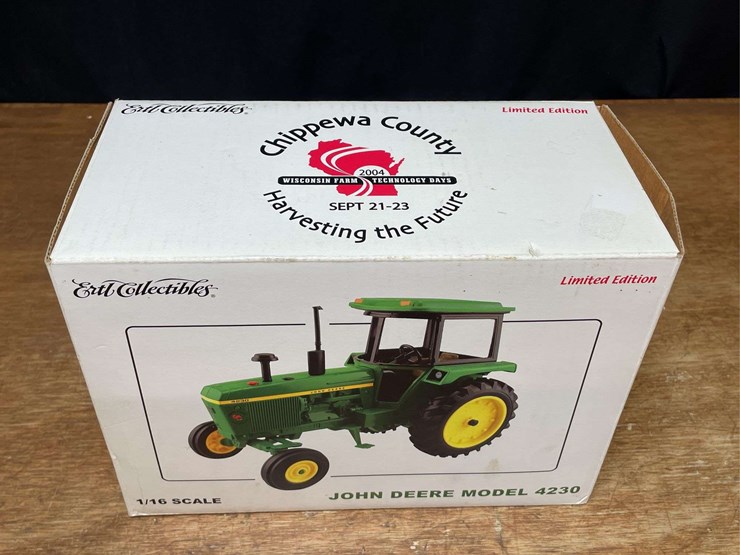 Ertl Collectibles®
Limited Edition
Chippewa County
2004
WISCONSIN FARM TECHNOLOGY DAYS
SEPT 21-23
Harvesting the Future
Ertl Collectibles®
Limited Edition
4230
JOHN DEERE
1/16 SCALE
JOHN DEERE MODEL 4230